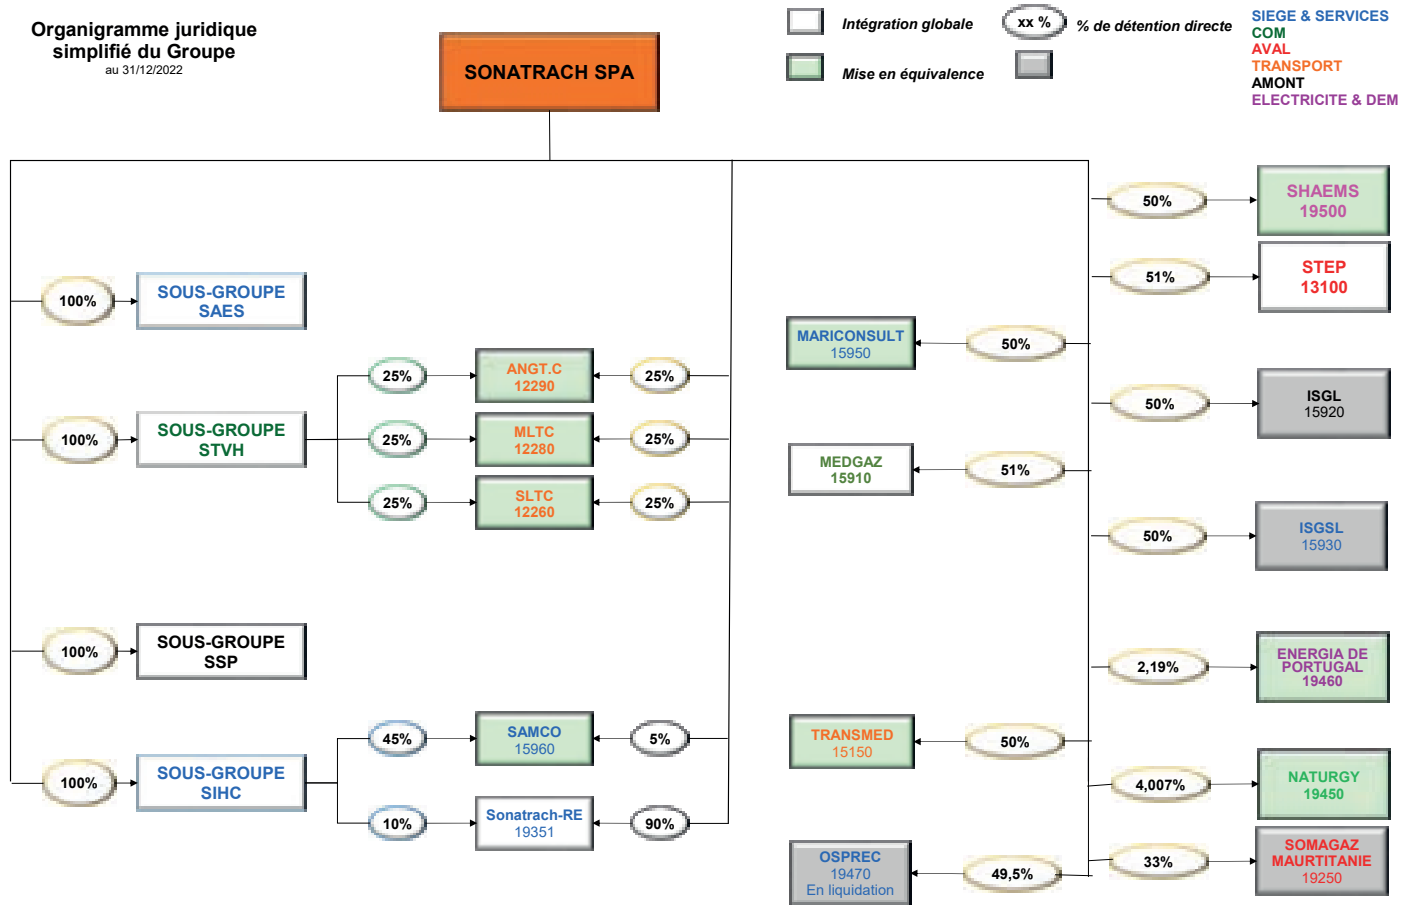 Organigramme juridique
simplifié du Groupe
au 31/12/2022
SONATRACH SPA
Intégration globale
xx %
% de détention directe
Mise en équivalence
SIEGE & SERVICES
COM
AVAL
TRANSPORT
AMONT
ELECTRICITE & DEM
100%
SOUS-GROUPE
SAES
100%
SOUS-GROUPE
STVH
25%
ANGT.C
12290
25%
25%
MLTC
12280
25%
25%
SLTC
12260
25%
100%
SOUS-GROUPE
SSP
100%
SOUS-GROUPE
SIHC
45%
SAMCO
15960
5%
10%
Sonatrach-RE
19351
90%
MARICONSULT
15950
50%
MEDGAZ
15910
51%
TRANSMED
15150
50%
OSPREC
19470
En liquidation
49,5%
50%
SHAEMS
19500
51%
STEP
13100
50%
ISGL
15920
50%
ISGSL
15930
2,19%
ENERGIA DE
PORTUGAL
19460
4,007%
NATURGY
19450
33%
SOMAGAZ
MAURTITANIE
19250